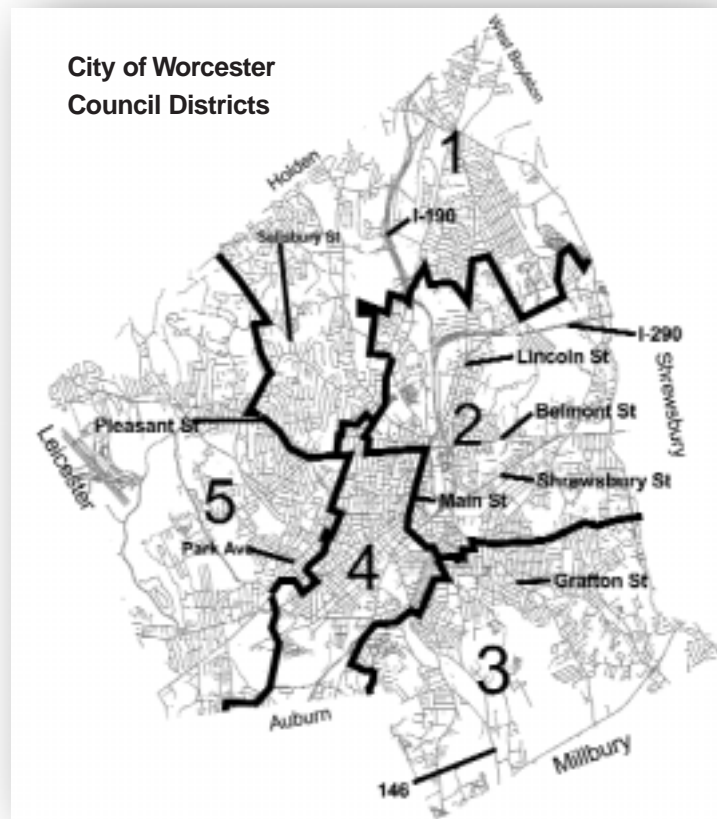 City of Worcester
Council Districts
West Boylston
1
Holden
I-190
Salisbury St
I-290
Lincoln St
Shrewsbury
2
Belmont St
Pleasant St
Leicester
Shrewsbury St
5
Main St
Park Ave
4
Grafton St
3
Auburn
Millbury
146